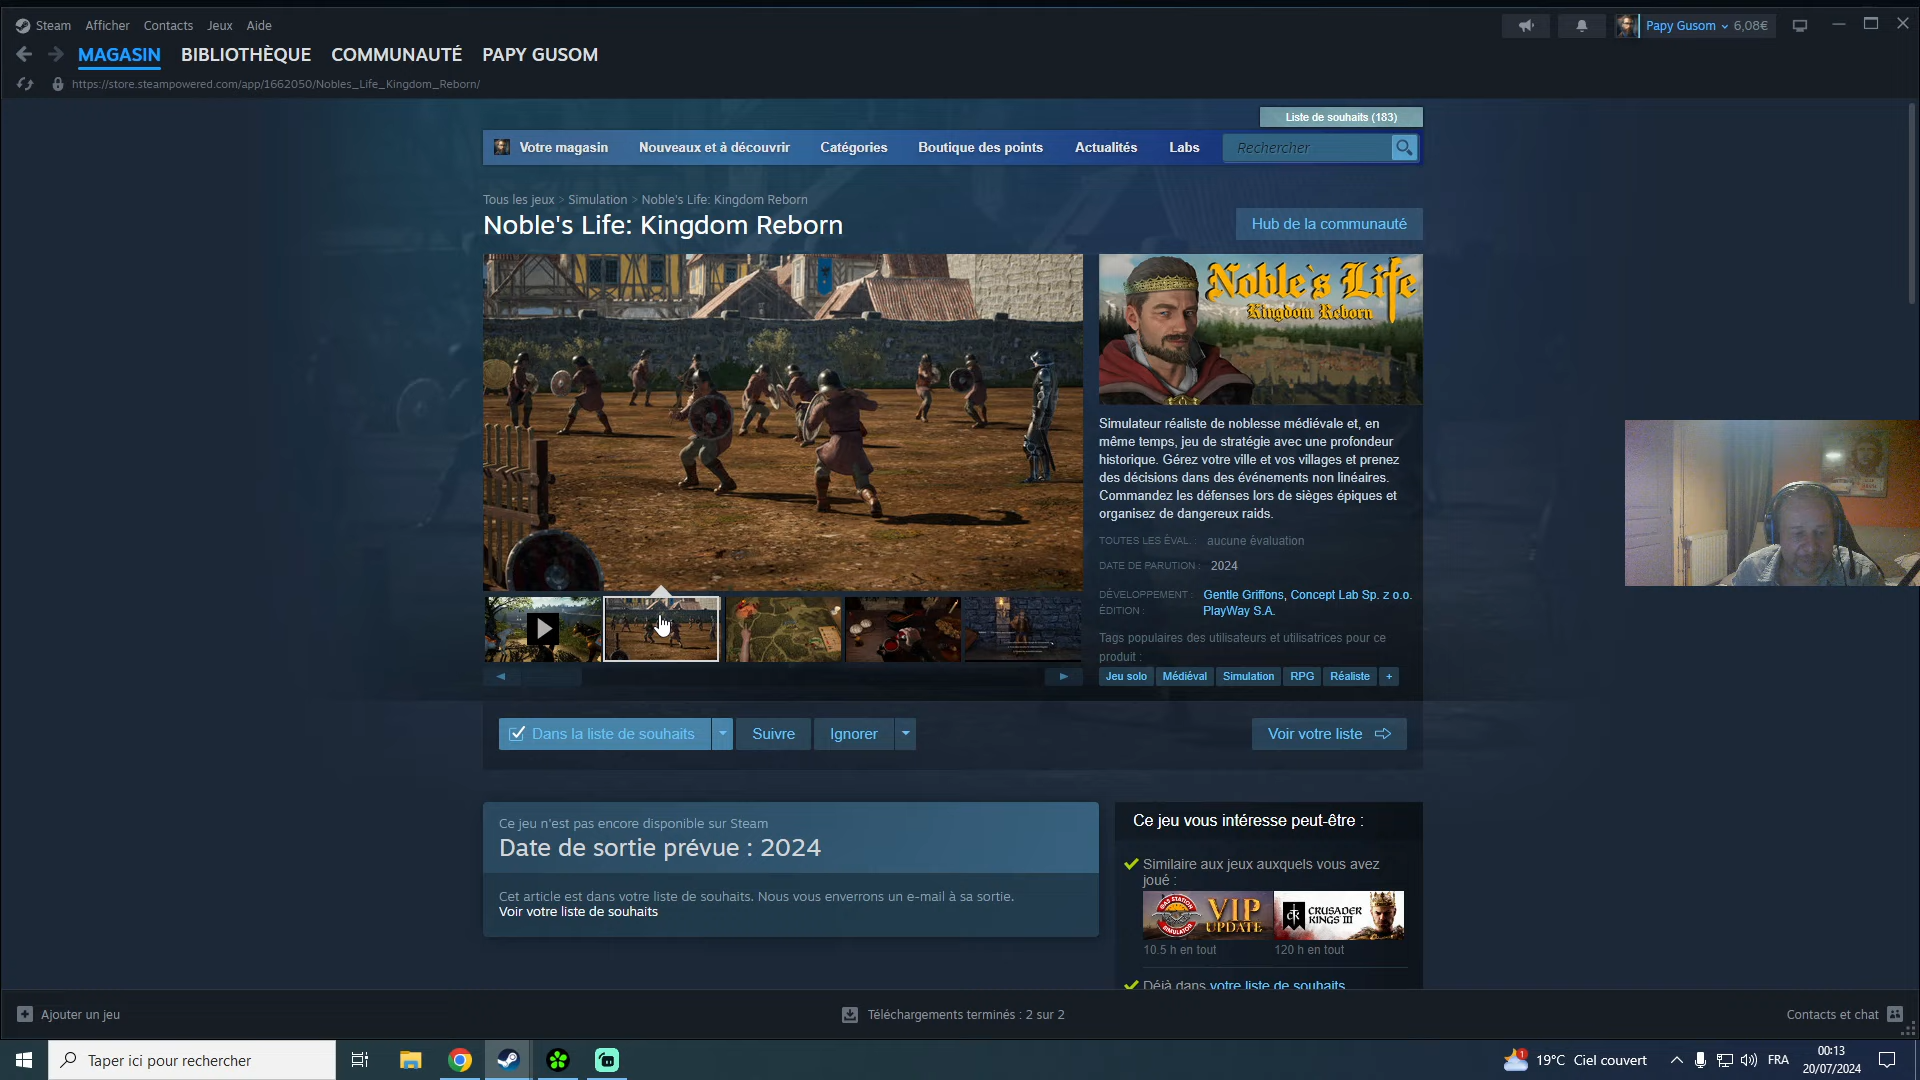 Steam Afficher Contacts Jeux Aide
Papy Gusom 6,08€
MAGASIN BIBLIOTHÈQUE COMMUNAUTÉ PAPY GUSOM
https://store.steampowered.com/app/1662050/Nobles_Life_Kingdom_Reborn/
Liste de souhaits (183)
Votre magasin Nouveaux et à découvrir Catégories Boutique des points Actualités Labs Rechercher
Tous les jeux > Simulation > Noble's Life: Kingdom Reborn
Noble's Life: Kingdom Reborn
Hub de la communauté
Noble's Life
Kingdom Reborn
Simulateur réaliste de noblesse médiévale et, en
même temps, jeu de stratégie avec une profondeur
historique. Gérez votre ville et vos villages et prenez
des décisions dans des événements non linéaires.
Commandez les défenses lors de sièges épiques et
organisez de dangereux raids.
TOUTES LES ÉVAL. : aucune évaluation
DATE DE PARUTION : 2024
DÉVELOPPEMENT : Gentle Griffons, Concept Lab Sp. z o.o.
ÉDITION : PlayWay S.A.
Tags populaires des utilisateurs et utilisatrices pour ce
produit :
Jeu solo Médiéval Simulation RPG Réaliste +
Dans la liste de souhaits Suivre Ignorer Voir votre liste
Ce jeu n'est pas encore disponible sur Steam
Date de sortie prévue : 2024
Cet article est dans votre liste de souhaits. Nous vous enverrons un e-mail à sa sortie.
Voir votre liste de souhaits
Ce jeu vous intéresse peut-être :
Similaire aux jeux auxquels vous avez
joué :
GAS STATION SIMULATOR VIP UPDATE CRUSADER KINGS III
10.5 h en tout 120 h en tout
Déjà dans votre liste de souhaits
Ajouter un jeu Téléchargements terminés : 2 sur 2 Contacts et chat
Taper ici pour rechercher 1 19°C Ciel couvert FRA 00:13
20/07/2024